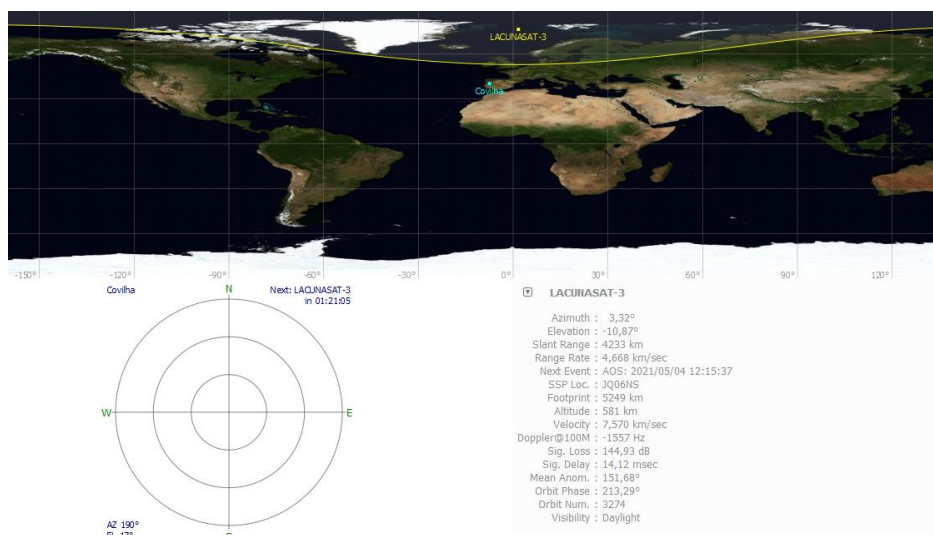 LACUNASAT-3
Covilha
-150° -120° -90° -60° -30° 0° 30° 60° 90° 120°
Covilha
N
Next: LACUNASAT-3
in 01:21:05
W
E
AZ 190°
EL 17°
LACUNASAT-3
Azimuth : 3,32°
Elevation : -10,87°
Slant Range : 4233 km
Range Rate : 4,668 km/sec
Next Event : AOS: 2021/05/04 12:15:37
SSP Loc. : JQ06NS
Footprint : 5249 km
Altitude : 581 km
Velocity : 7,570 km/sec
Doppler@100M : -1557 Hz
Sig. Loss : 144,93 dB
Sig. Delay : 14,12 msec
Mean Anom. : 151,68°
Orbit Phase : 213,29°
Orbit Num. : 3274
Visibility : Daylight